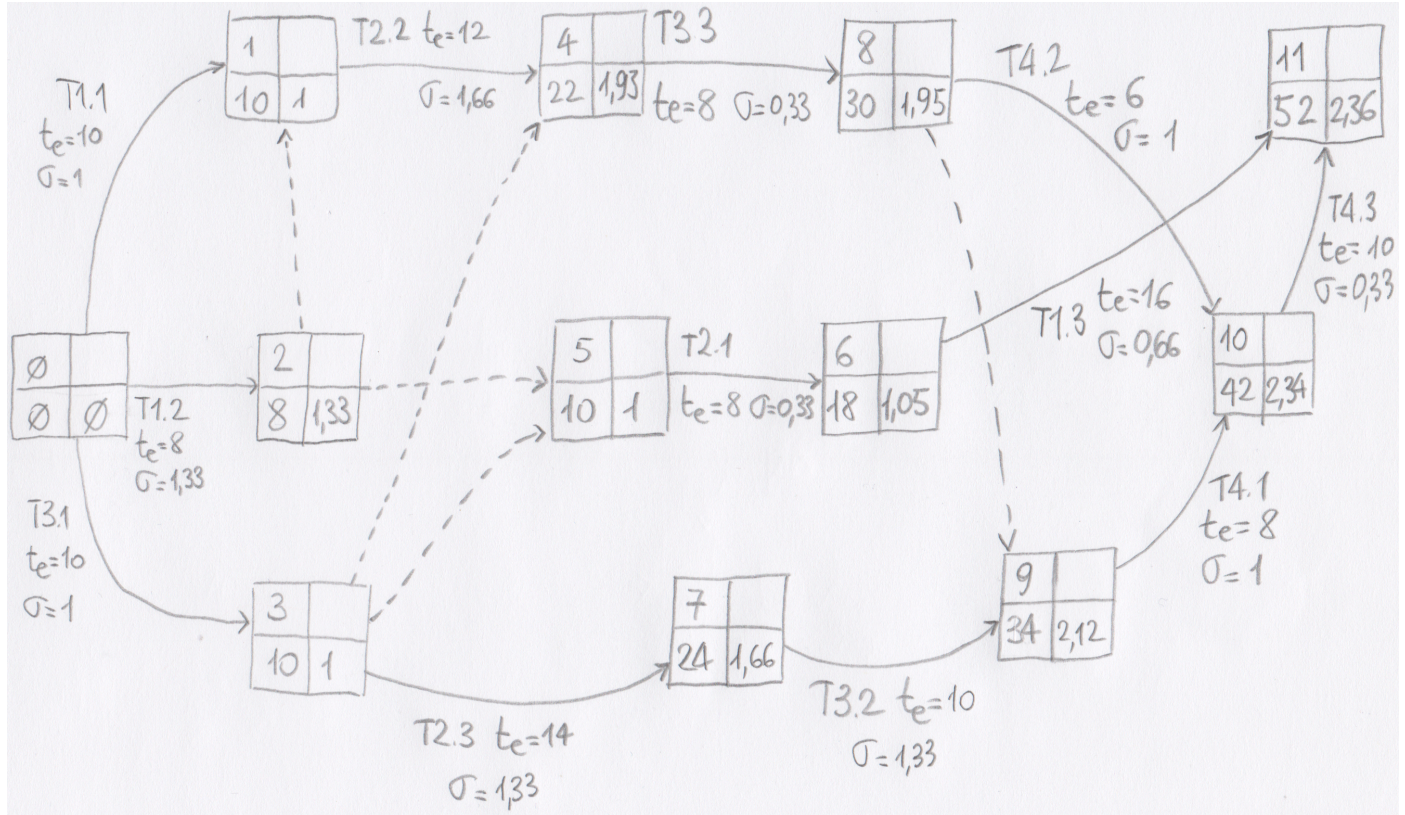 1
10 1
T2.2 te=12
σ=1,66
4
22 1,93
T3.3
te=8 σ=0,33
8
30 1,95
T4.2
te=6
σ=1
11
52 2,36
T1.1
te=10
σ=1
T4.3
te=10
σ=0,33
Ø
Ø Ø
T1.2
te=8
σ=1,33
2
8 1,33
5
10 1
T2.1
te=8 σ=0,33
6
18 1,05
T1.3 te=16
σ=0,66
10
42 2,34
T3.1
te=10
σ=1
3
10 1
T2.3 te=14
σ=1,33
7
24 1,66
T3.2 te=10
σ=1,33
9
34 2,12
T4.1
te=8
σ=1